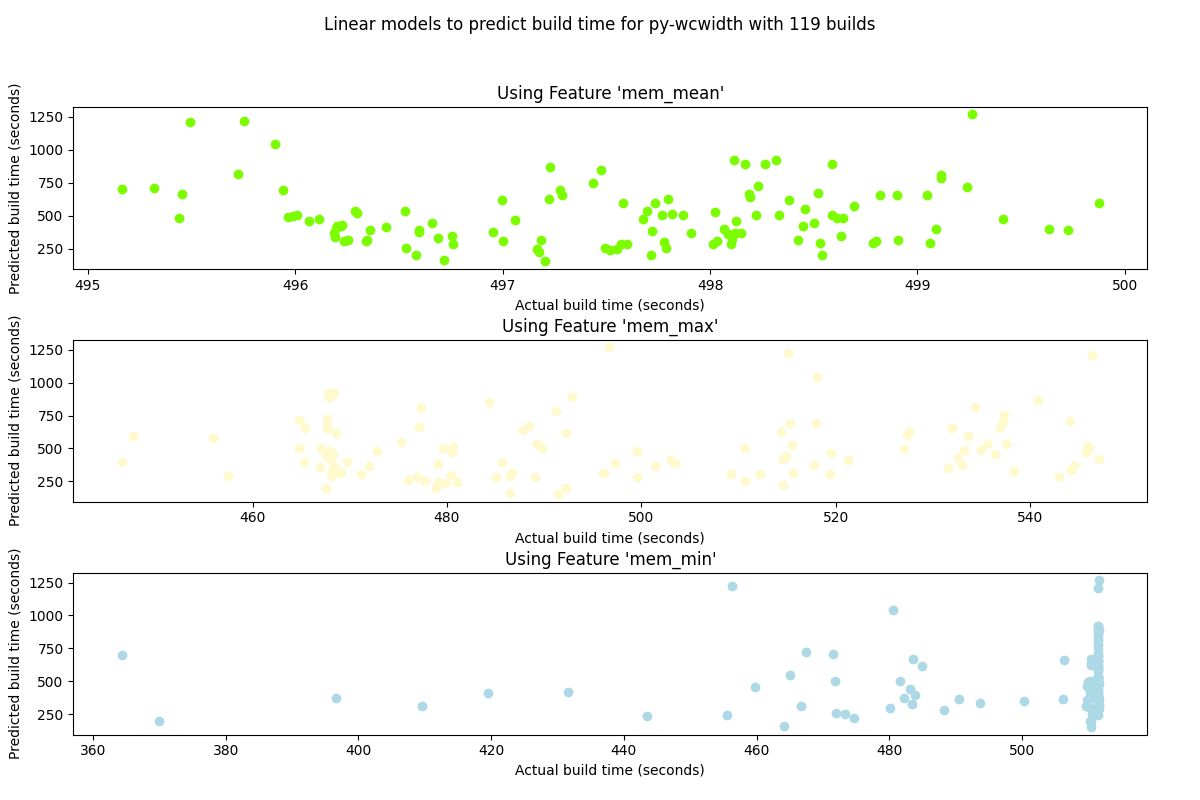 Linear models to predict build time for py-wcwidth with 119 builds
Using Feature 'mem_mean'
Predicted build time (seconds)
1250
1000
750
500
250
495 496 497 498 499 500
Actual build time (seconds)
Using Feature 'mem_max'
Predicted build time (seconds)
1250
1000
750
500
250
460 480 500 520 540
Actual build time (seconds)
Using Feature 'mem_min'
Predicted build time (seconds)
1250
1000
750
500
250
360 380 400 420 440 460 480 500
Actual build time (seconds)